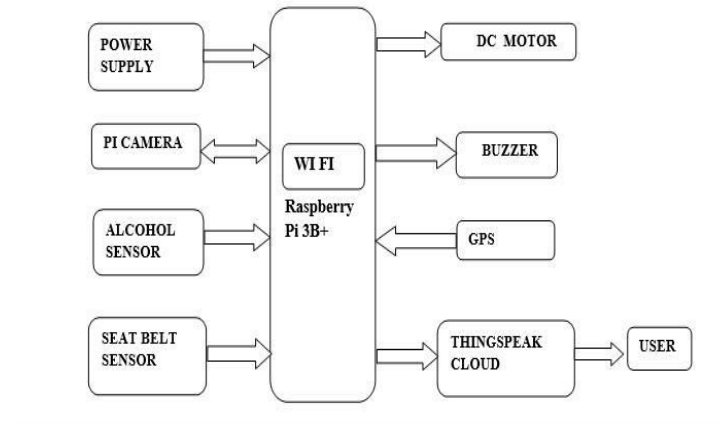 POWER
SUPPLY
DC  MOTOR
PI CAMERA
BUZZER
WI FI
Raspberry
Pi 3B+
ALCOHOL
SENSOR
GPS
SEAT BELT
SENSOR
THINGSPEAK
CLOUD
USER